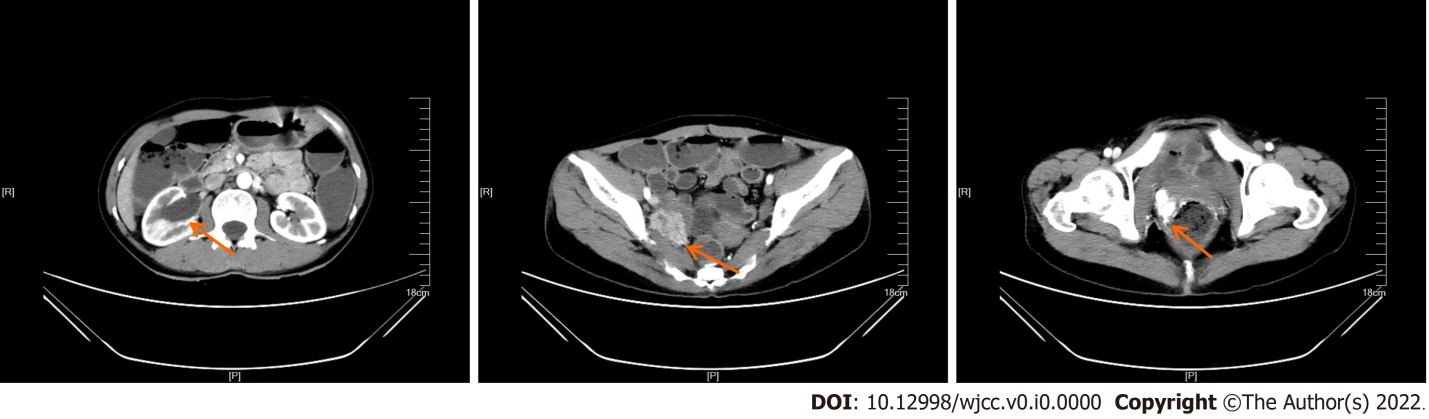 [R]
18cm
[P]
[R]
18cm
[P]
[R]
18cm
[P]
DOI: 10.12998/wjcc.v0.i0.0000 Copyright ©The Author(s) 2022.